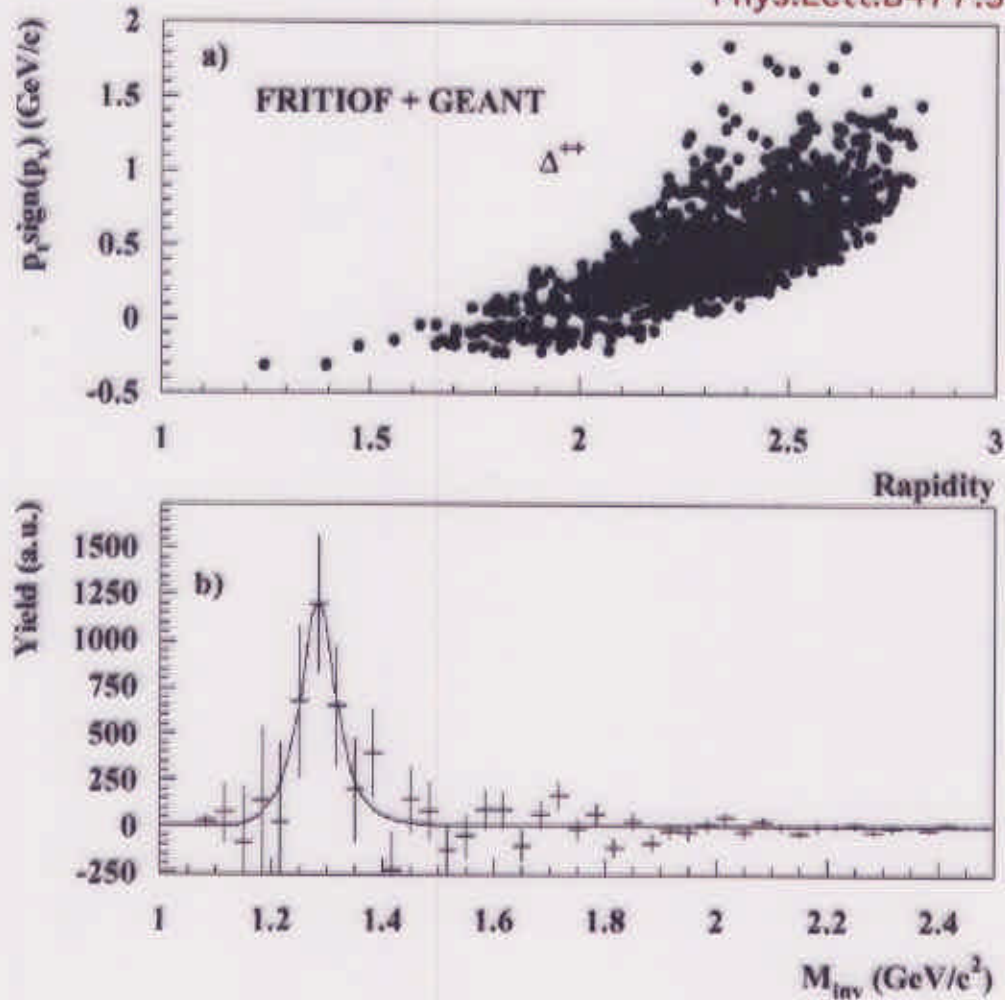 2
1.5
1
0.5
0
-0.5
p_t sign(p_x) (GeV/c)
a)
FRITIOF + GEANT
Δ++
1 1.5 2 2.5 3
Rapidity
Yield (a.u.)
1500
1250
1000
750
500
250
0
-250
b)
1 1.2 1.4 1.6 1.8 2 2.2 2.4
M_inv (GeV/c²)